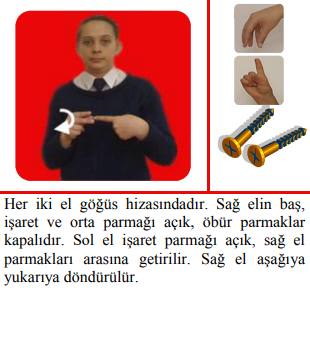 Her iki el göğüs hizasındadır. Sağ elin baş,
işaret ve orta parmağı açık, öbür parmaklar
kapalıdır. Sol el işaret parmağı açık, sağ el
parmakları arasına getirilir. Sağ el aşağıya
yukarıya döndürülür.